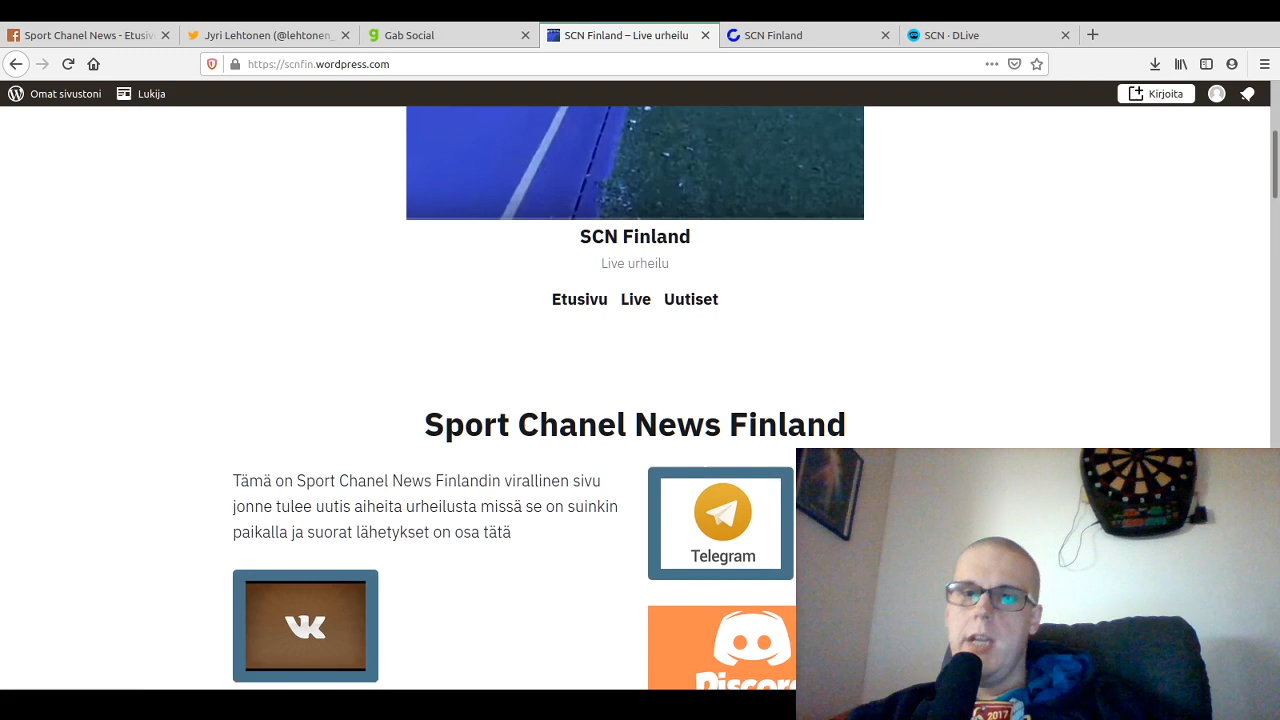 Sport Chanel News - Etusiv
Jyri Lehtonen (@lehtonen_
Gab Social
SCN Finland – Live urheilu
SCN Finland
SCN · DLive
https://scnfin.wordpress.com
Omat sivustoni
Lukija
Kirjoita
SCN Finland
Live urheilu
Etusivu Live Uutiset
Sport Chanel News Finland
Tämä on Sport Chanel News Finlandin virallinen sivu
jonne tulee uutis aiheita urheilusta missä se on suinkin
paikalla ja suorat lähetykset on osa tätä
Telegram
VK
Discord
2017